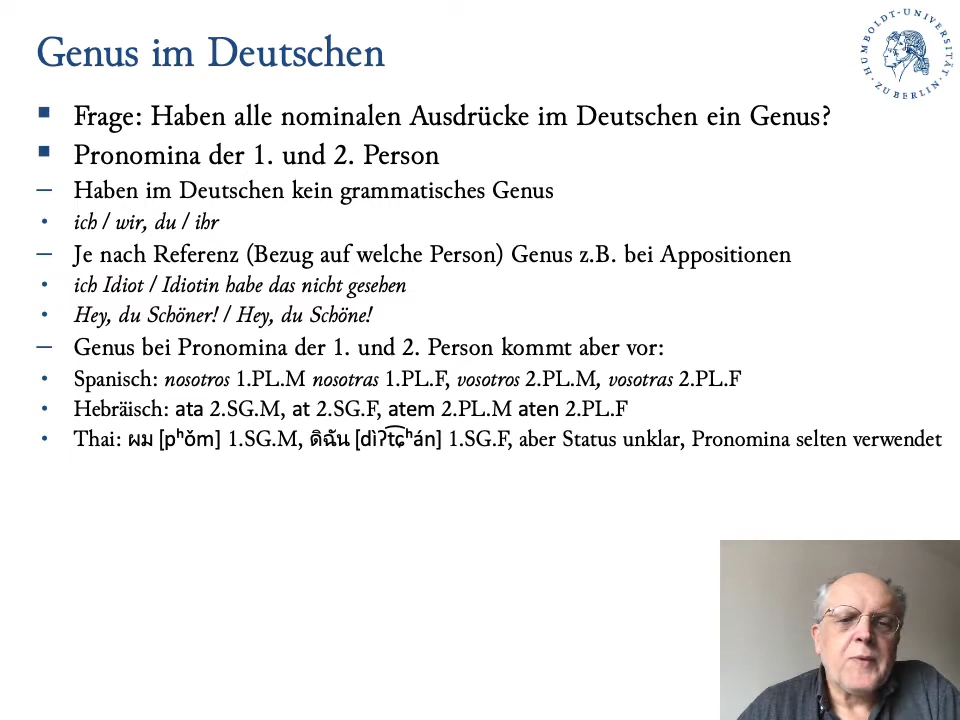 Genus im Deutschen
HUMBOLDT-UNIVERSITÄT ZU BERLIN
Frage: Haben alle nominalen Ausdrücke im Deutschen ein Genus?
Pronomina der 1. und 2. Person
– Haben im Deutschen kein grammatisches Genus
• ich / wir, du / ihr
– Je nach Referenz (Bezug auf welche Person) Genus z.B. bei Appositionen
• ich Idiot / Idiotin habe das nicht gesehen
• Hey, du Schöner! / Hey, du Schöne!
– Genus bei Pronomina der 1. und 2. Person kommt aber vor:
• Spanisch: nosotros 1.PL.M nosotras 1.PL.F, vosotros 2.PL.M, vosotras 2.PL.F
• Hebräisch: ata 2.SG.M, at 2.SG.F, atem 2.PL.M aten 2.PL.F
• Thai: ผม [pʰǒm] 1.SG.M, ดิฉัน [dìʔt͡ɕʰán] 1.SG.F, aber Status unklar, Pronomina selten verwendet